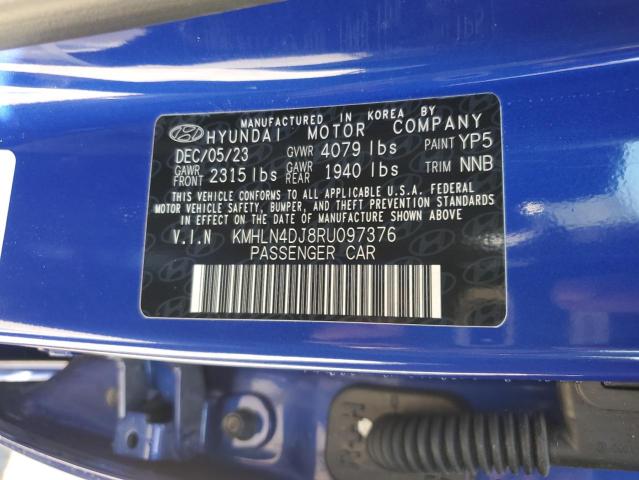 MANUFACTURED IN KOREA BY
HYUNDAI MOTOR COMPANY
DEC/05/23 GVWR 4079 lbs PAINT YP5
GAWR FRONT 2315 lbs GAWR REAR 1940 lbs TRIM NNB
THIS VEHICLE CONFORMS TO ALL APPLICABLE U.S.A. FEDERAL
MOTOR VEHICLE SAFETY, BUMPER, AND THEFT PREVENTION STANDARDS
IN EFFECT ON THE DATE OF MANUFACTURE SHOWN ABOVE.
V.I.N KMHLN4DJ8RU097376
PASSENGER CAR